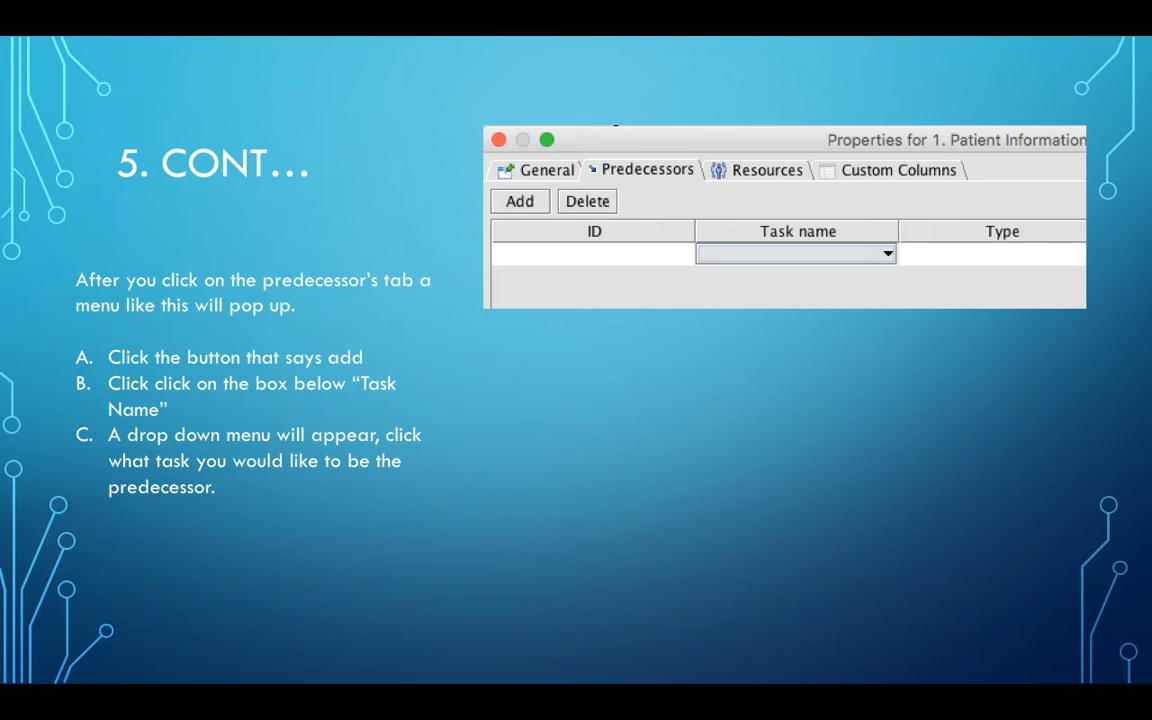 5. CONT...
After you click on the predecessor's tab a
menu like this will pop up.
A. Click the button that says add
B. Click click on the box below “Task
Name”
C. A drop down menu will appear, click
what task you would like to be the
predecessor.
Properties for 1. Patient Information
General Predecessors Resources Custom Columns
Add Delete
ID Task name Type